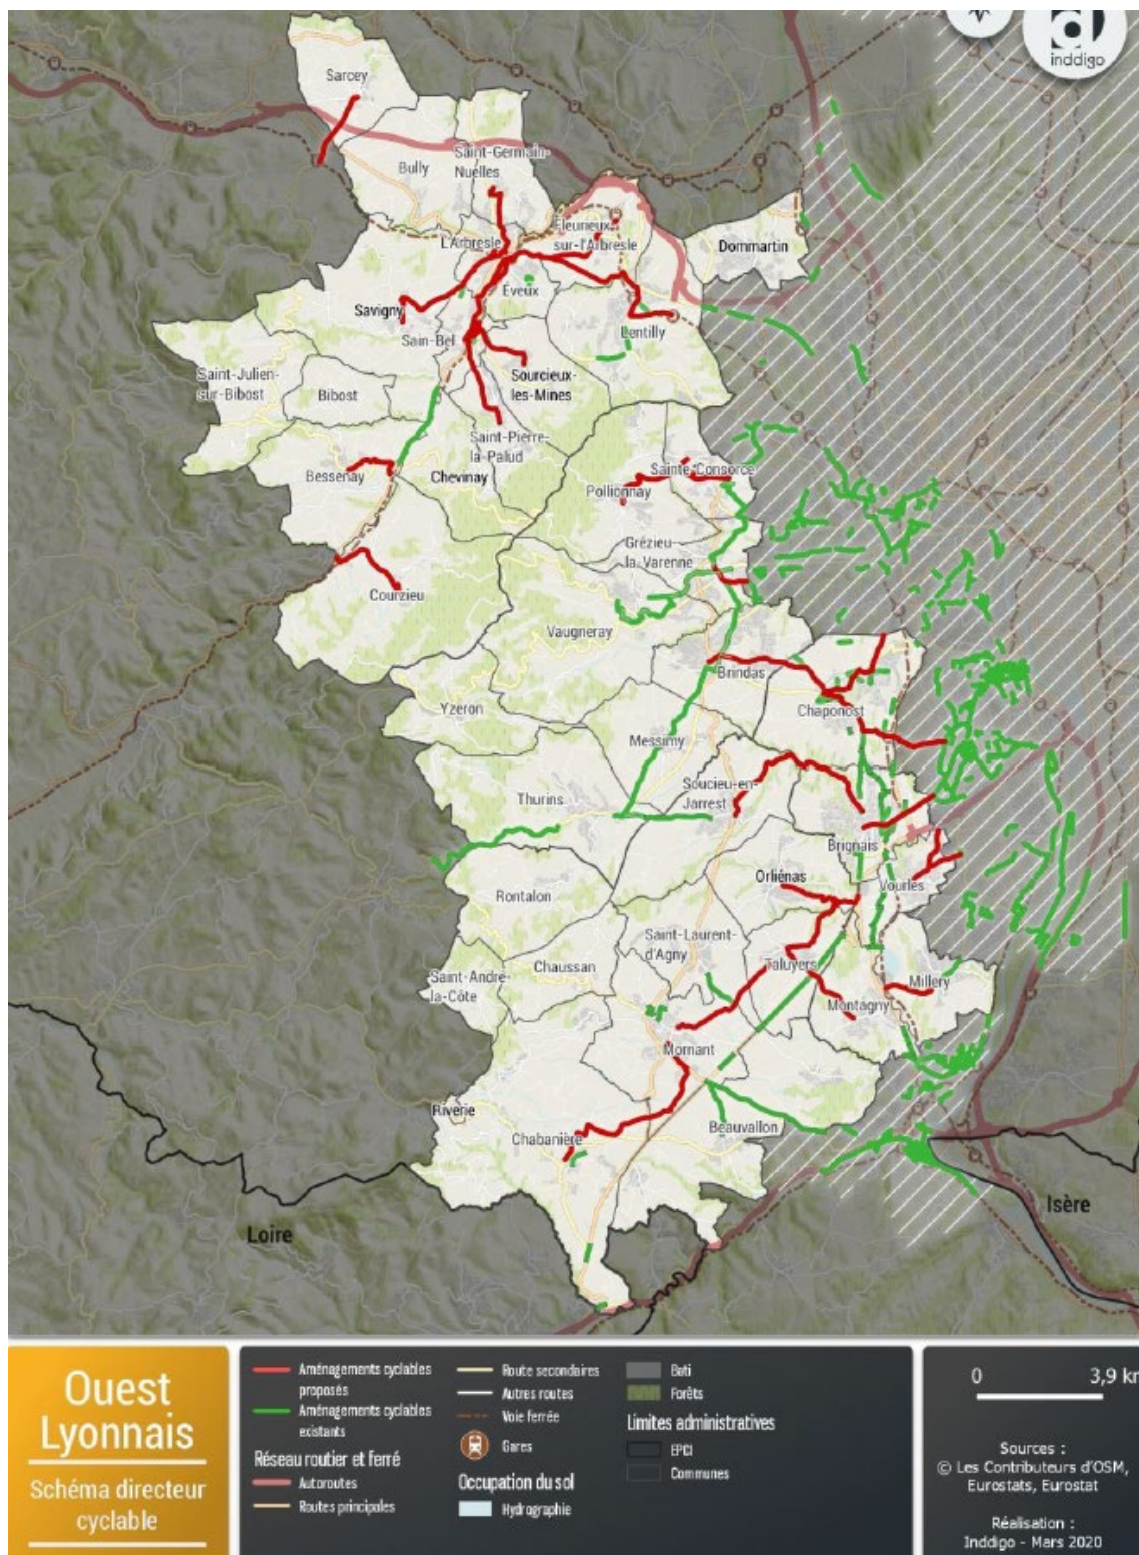 inddigo
Sarcey
Bully
Saint-Germain-
Nuelles
L'Arbresle
Fleurieux-
sur-l'Arbresle
Dommartin
Éveux
Savigny
Sain-Bel
Lentilly
Saint-Julien-
sur-Bibost
Bibost
Sourcieux-
les-Mines
Saint-Pierre-
la-Palud
Bessenay
Chevinay
Sainte-Consorce
Pollionnay
Grézieu-
la-Varenne
Courzieu
Vaugneray
Brindas
Yzeron
Chaponost
Messimy
Thurins
Soucieu-en-
Jarrest
Brignais
Orliénas
Vourles
Rontalon
Saint-Laurent-
d'Agny
Chaussan
Taluyers
Saint-André-
la-Côte
Millery
Montagny
Mornant
Riverie
Chabanière
Beauvallon
Isère
Loire
Ouest
Lyonnais
Schéma directeur
cyclable
Aménagements cyclables
proposés
Aménagements cyclables
existants
Réseau routier et ferré
Autoroutes
Routes principales
Route secondaires
Autres routes
Voie ferrée
Gares
Occupation du sol
Hydrographie
Bati
Forêts
Limites administratives
EPCI
Communes
0 3,9 km
Sources :
© Les Contributeurs d'OSM,
Eurostats, Eurostat
Réalisation :
Inddigo - Mars 2020